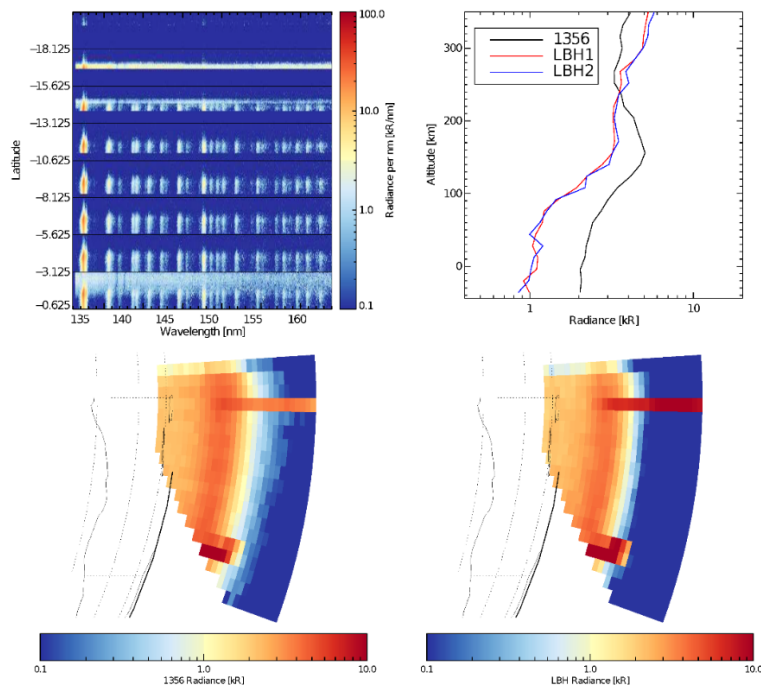 100.0
10.0
1.0
0.1
Radiance per nm [kR/nm]
Latitude
−18.125
−15.625
−13.125
−10.625
−8.125
−5.625
−3.125
−0.625
135 140 145 150 155 160
Wavelength [nm]
1356
LBH1
LBH2
Altitude [km]
300
200
100
0
1 10
Radiance [kR]
0.1 1.0 10.0
1356 Radiance [kR]
0.1 1.0 10.0
LBH Radiance [kR]